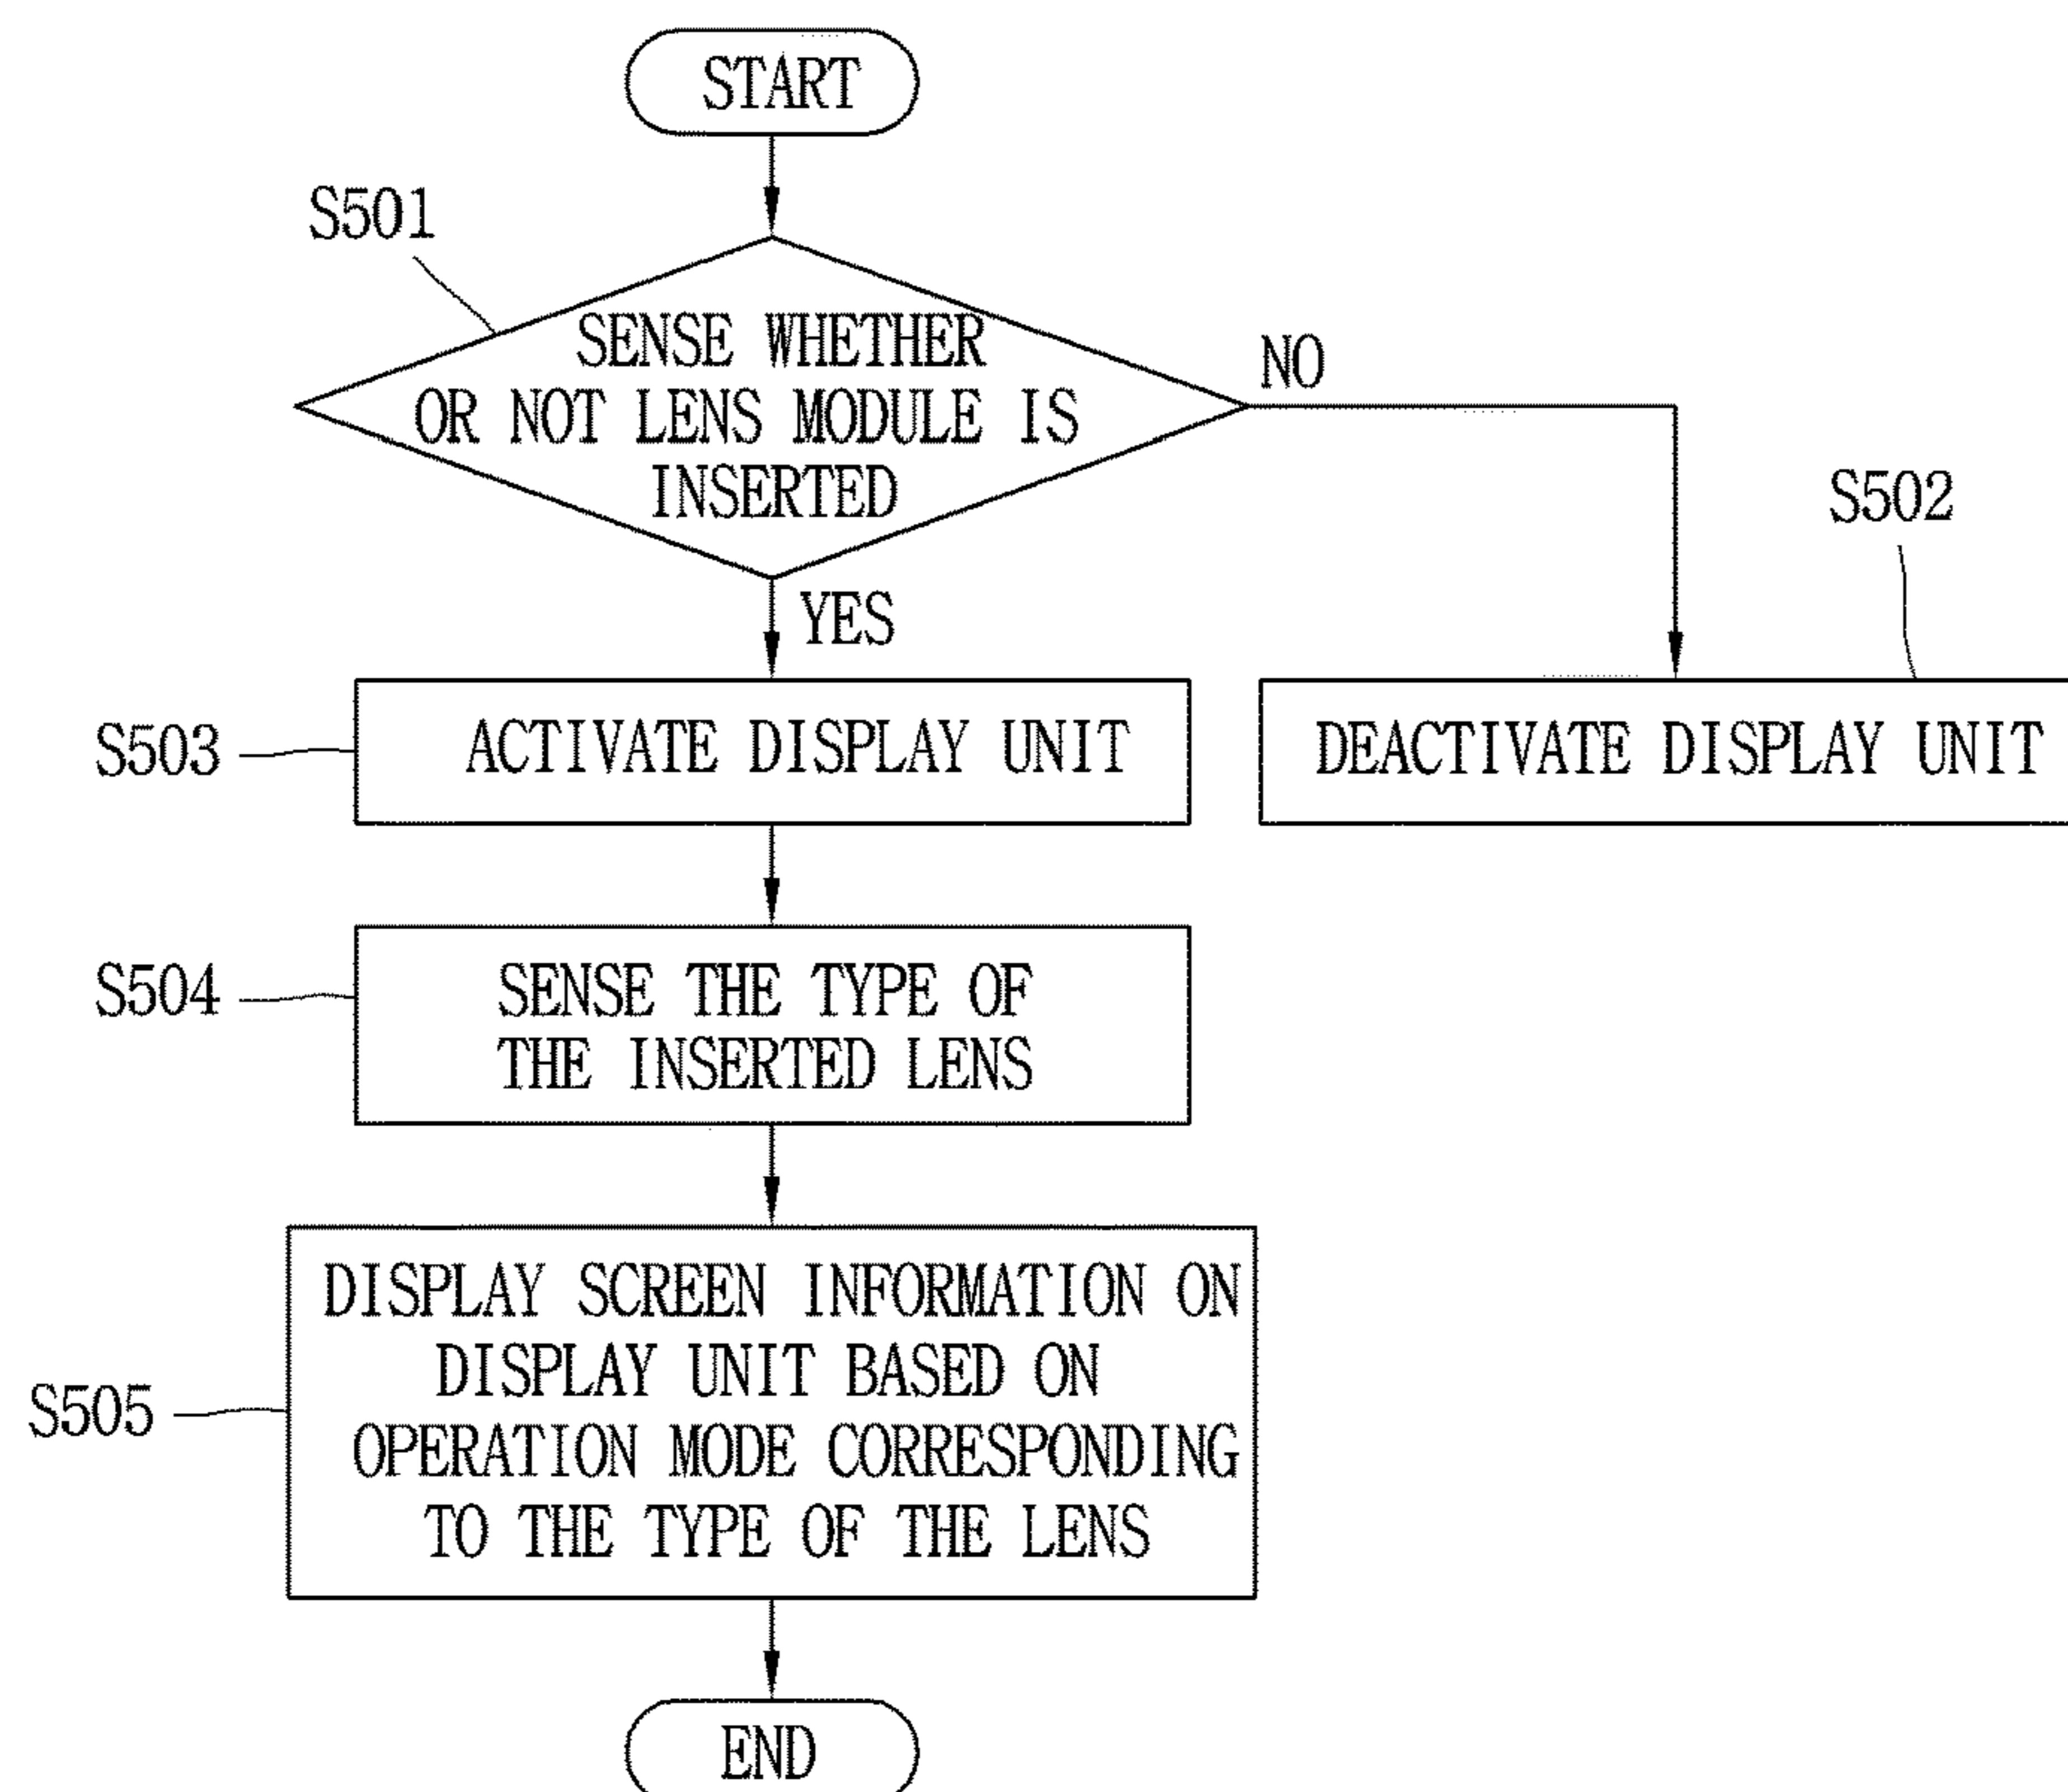 START
S501
SENSE WHETHER
OR NOT LENS MODULE IS
INSERTED
NO
YES
S502
S503
ACTIVATE DISPLAY UNIT
DEACTIVATE DISPLAY UNIT
S504
SENSE THE TYPE OF
THE INSERTED LENS
S505
DISPLAY SCREEN INFORMATION ON
DISPLAY UNIT BASED ON
OPERATION MODE CORRESPONDING
TO THE TYPE OF THE LENS
END